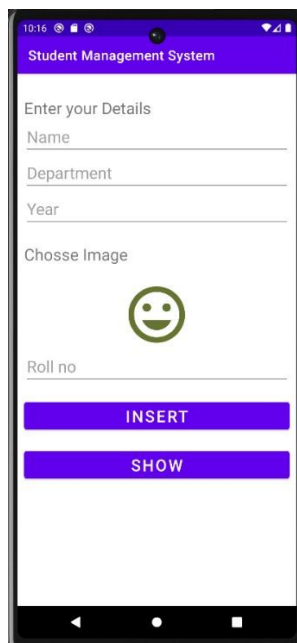 10:16
Student Management System
Enter your Details
Name
Department
Year
Chosse Image
Roll no
INSERT
SHOW